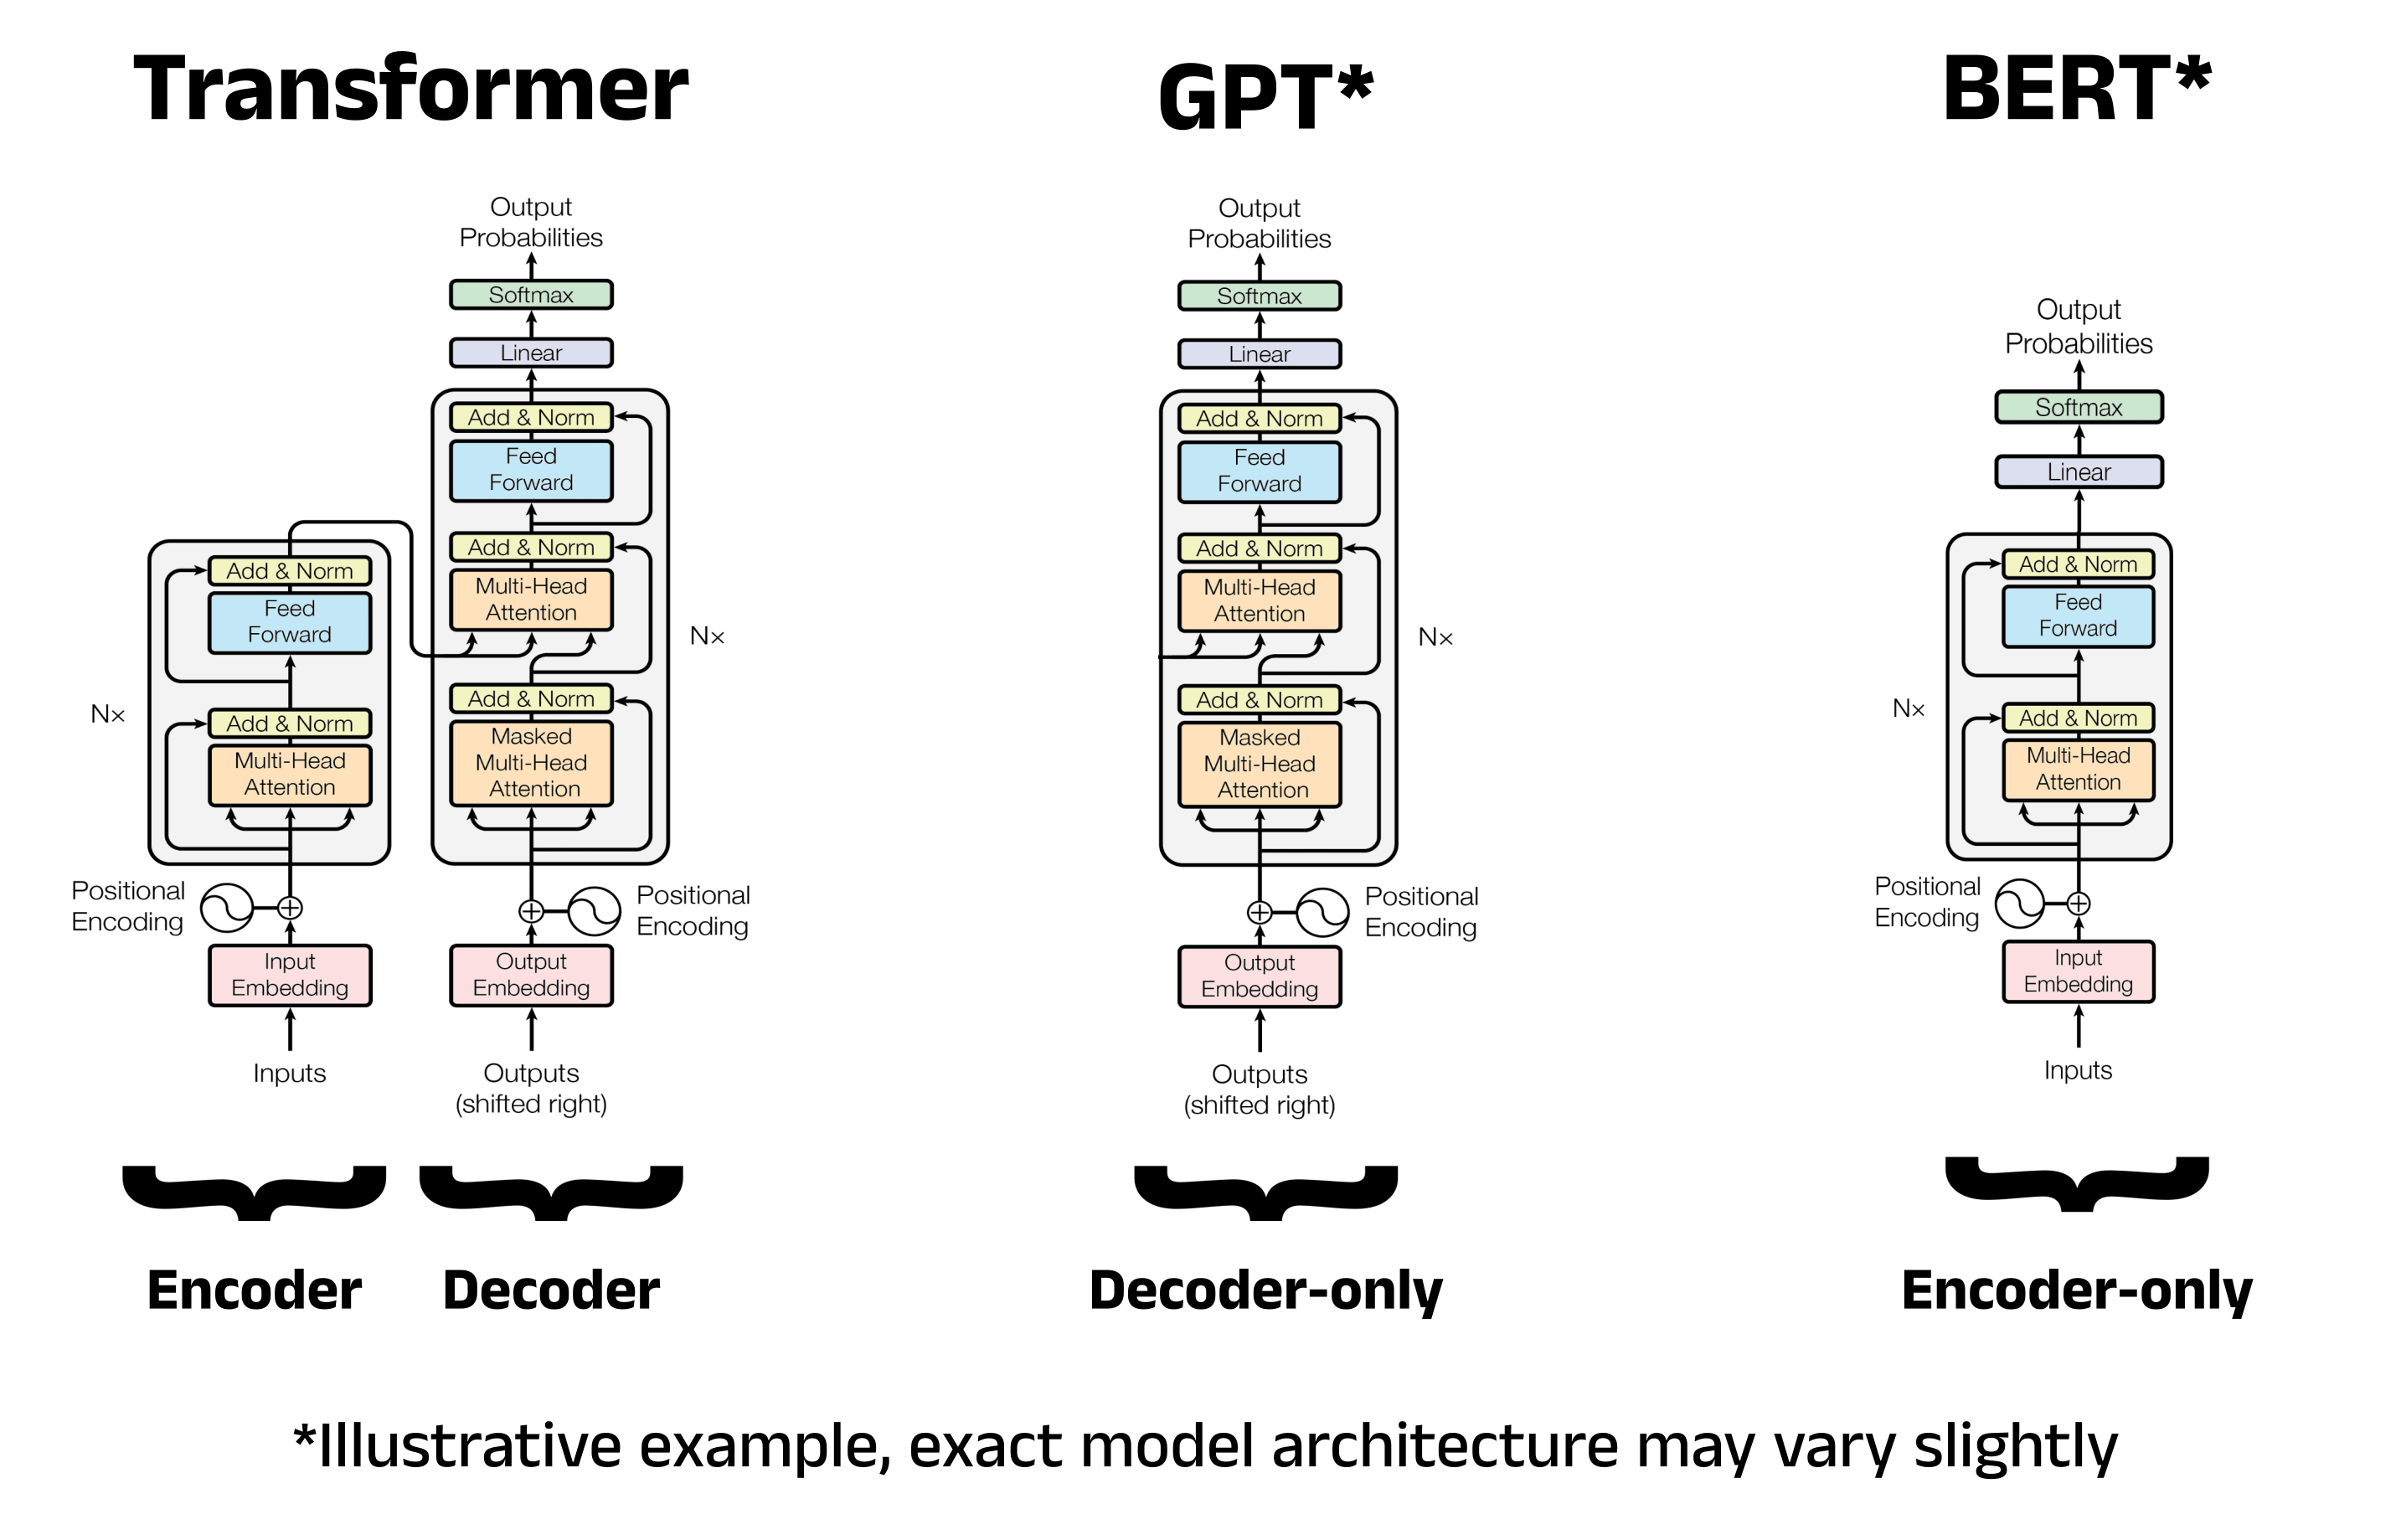 Transformer
Output
Probabilities
Softmax
Linear
Add & Norm
Feed
Forward
Add & Norm
Multi-Head
Attention
Add & Norm
Masked
Multi-Head
Attention
N×
Add & Norm
Feed
Forward
Add & Norm
Multi-Head
Attention
N×
Positional
Encoding
Input
Embedding
Inputs
Positional
Encoding
Output
Embedding
Outputs
(shifted right)
Encoder
Decoder
GPT*
Output
Probabilities
Softmax
Linear
Add & Norm
Feed
Forward
Add & Norm
Multi-Head
Attention
N×
Add & Norm
Masked
Multi-Head
Attention
Positional
Encoding
Output
Embedding
Outputs
(shifted right)
Decoder-only
BERT*
Output
Probabilities
Softmax
Linear
Add & Norm
Feed
Forward
N×
Add & Norm
Multi-Head
Attention
Positional
Encoding
Input
Embedding
Inputs
Encoder-only
*Illustrative example, exact model architecture may vary slightly